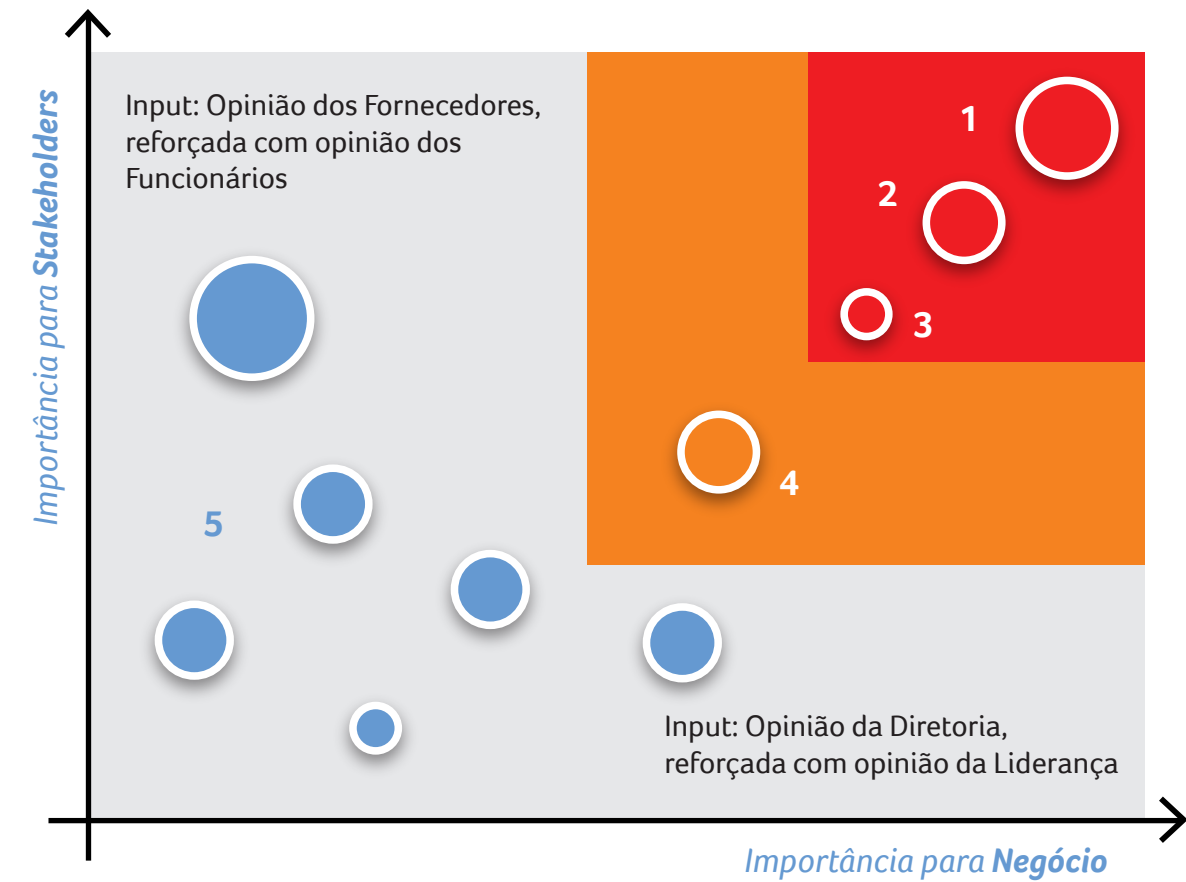 Importância para Stakeholders
Input: Opinião dos Fornecedores,
reforçada com opinião dos
Funcionários
1
2
3
4
5
Input: Opinião da Diretoria,
reforçada com opinião da Liderança
Importância para Negócio